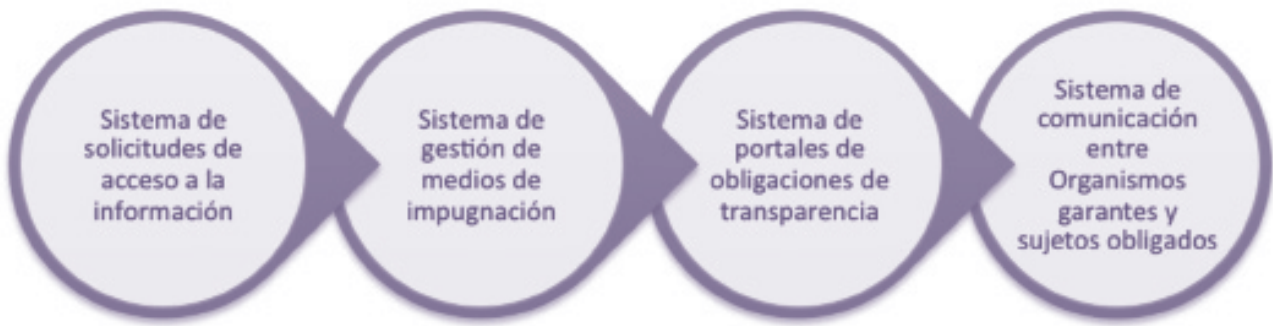 Sistema de
solicitudes de
acceso a la
información
Sistema de
gestión de
medios de
impugnación
Sistema de
portales de
obligaciones de
transparencia
Sistema de
comunicación
entre
Organismos
garantes y
sujetos obligados